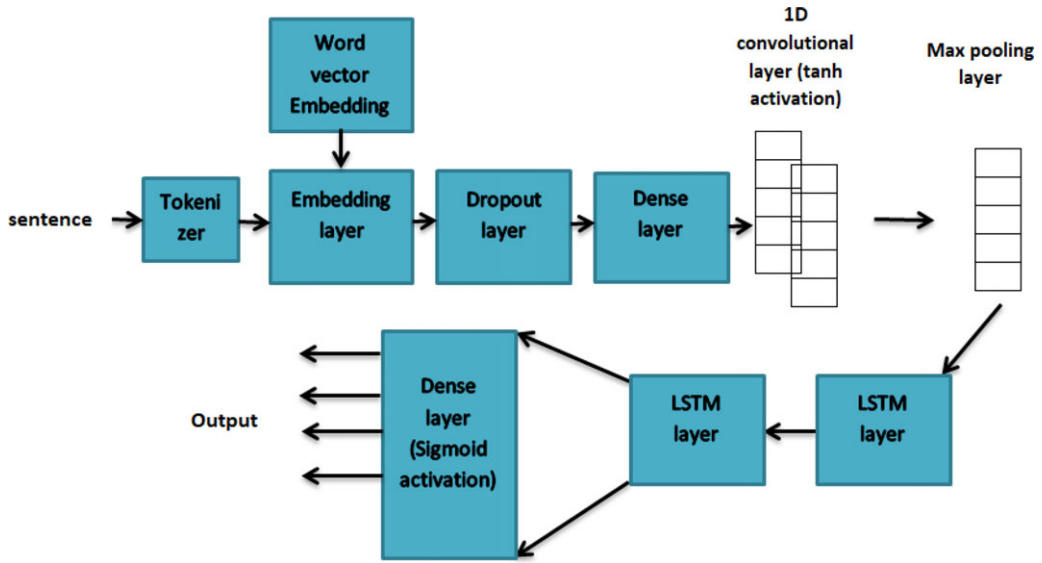 Word
vector
Embedding
1D
convolutional
layer (tanh
activation)
Max pooling
layer
sentence
Tokeni
zer
Embedding
layer
Dropout
layer
Dense
layer
Output
Dense
layer
(Sigmoid
activation)
LSTM
layer
LSTM
layer